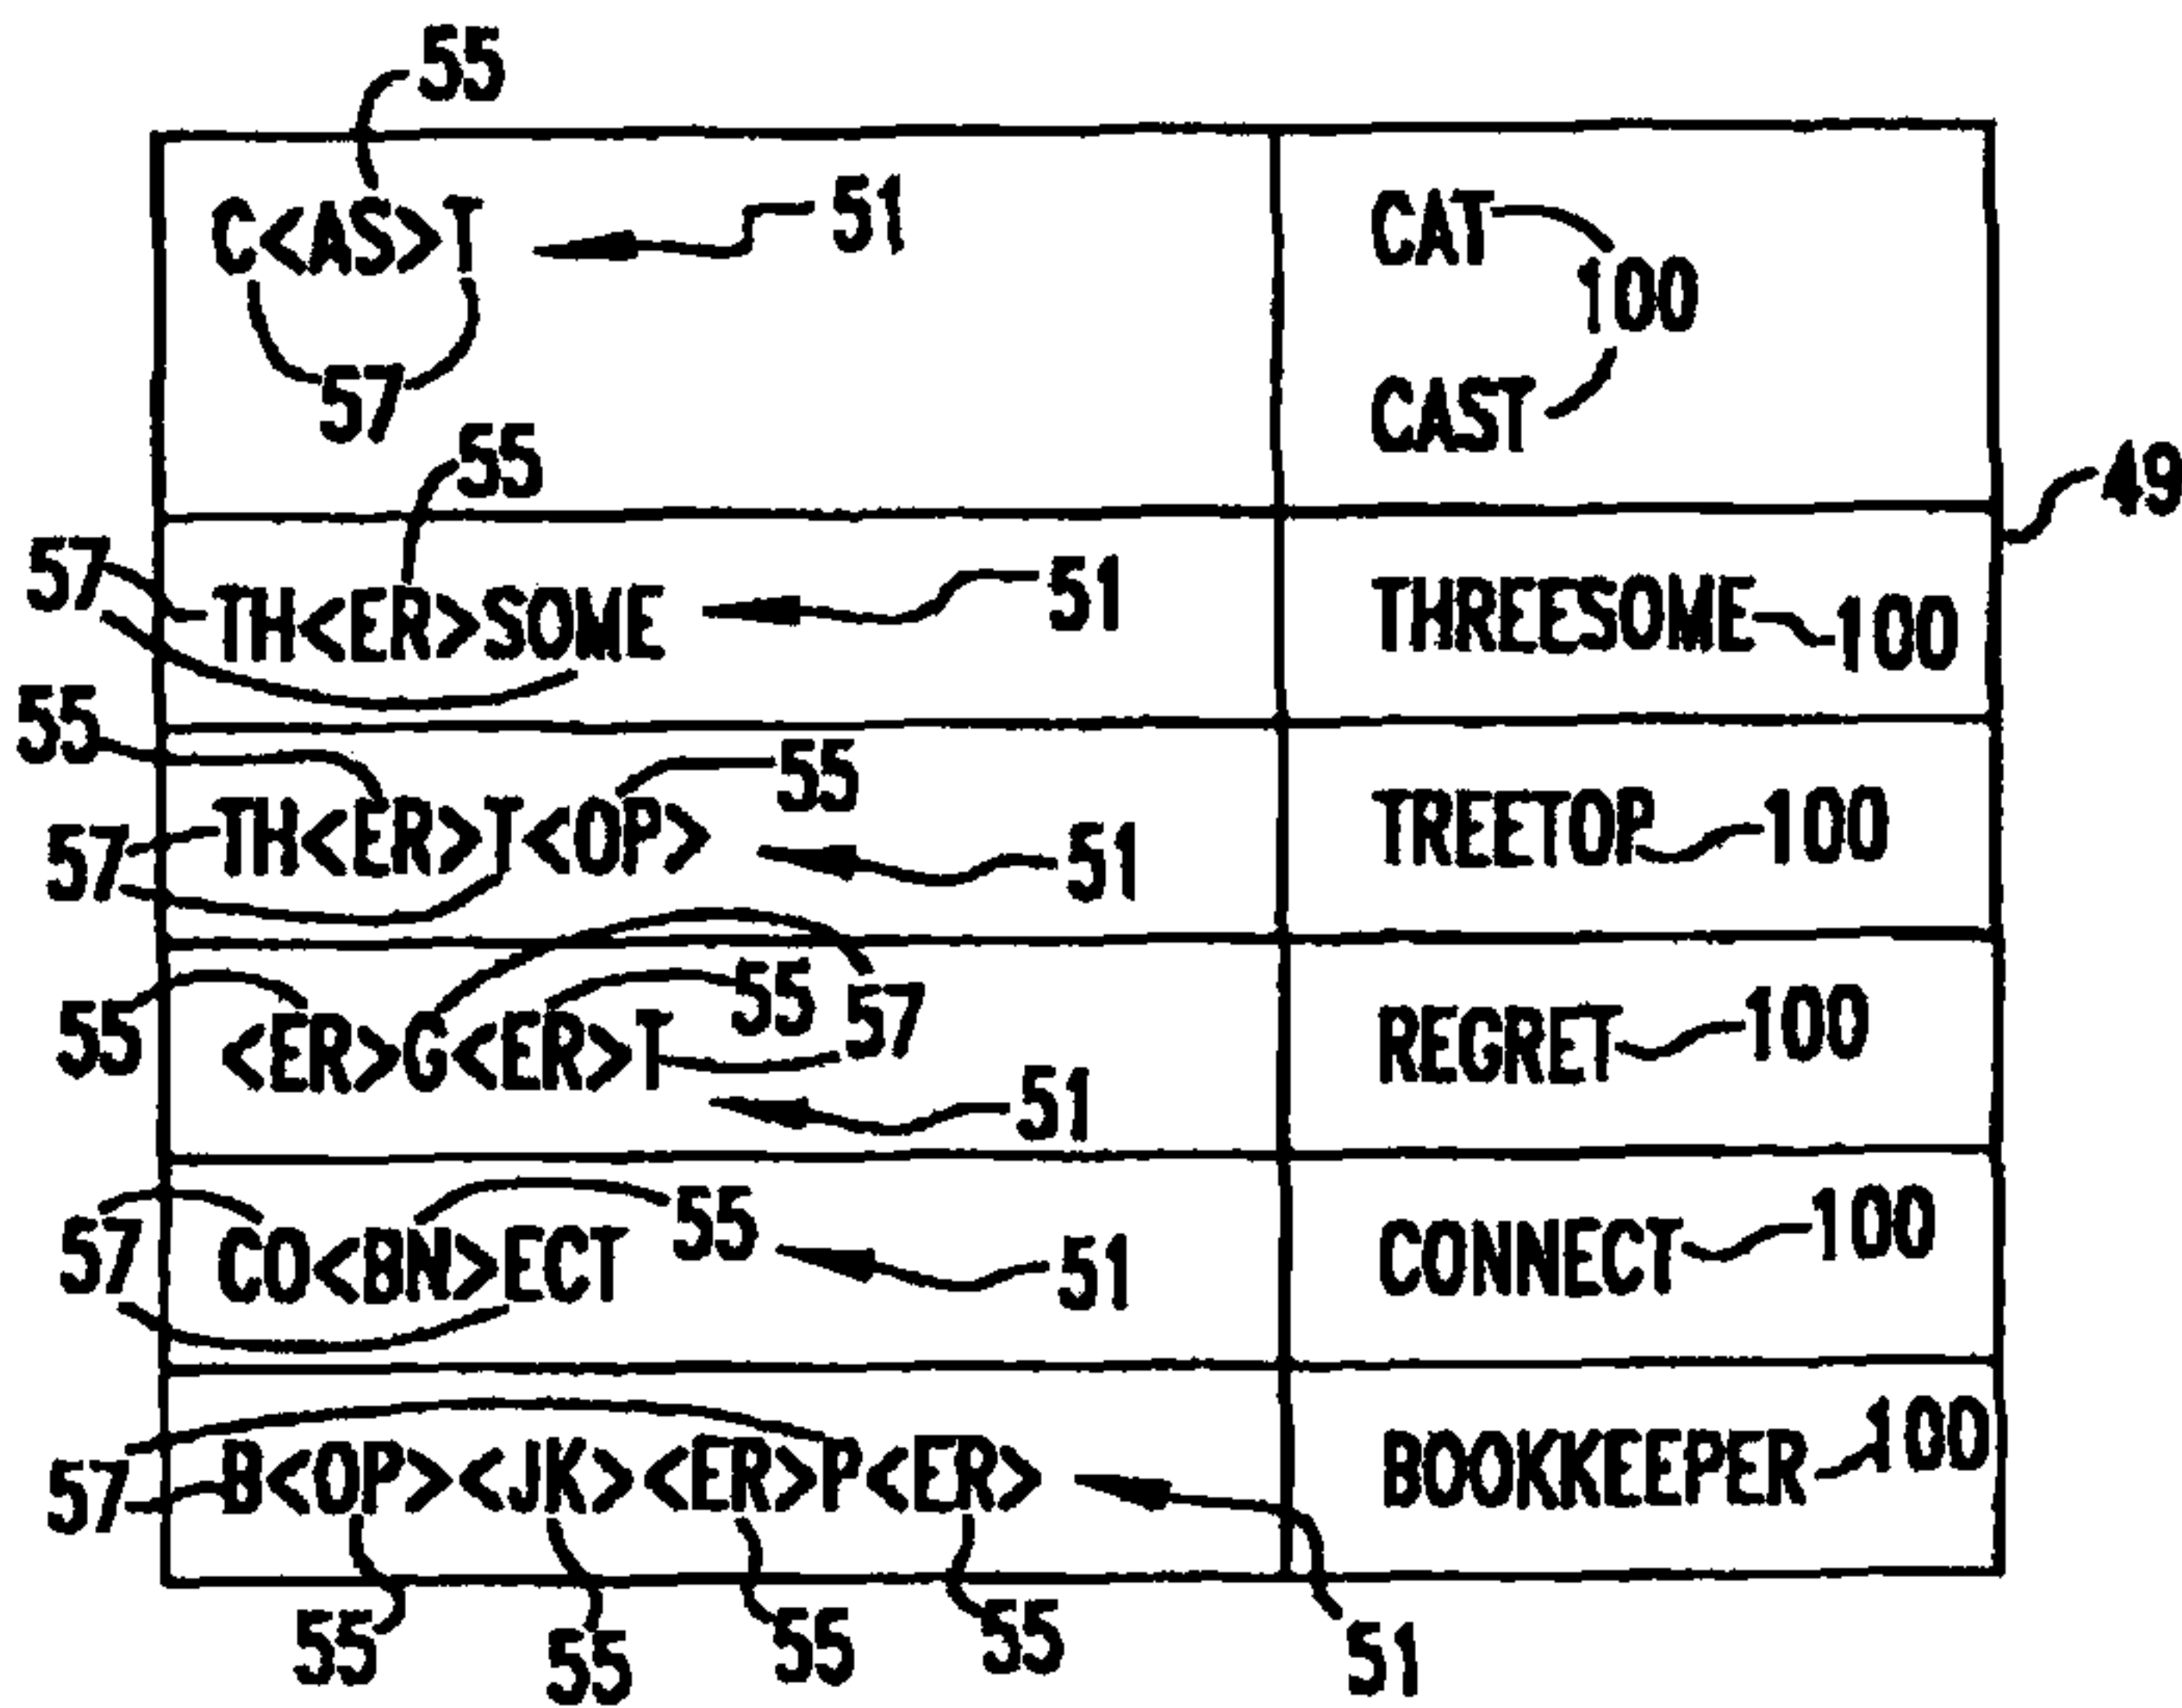 55
C<AS>T 51 CAT
100
57 CAST
55 49
57 TH<ER>SOME 51 THREESOME 100
55 55
57 TH<ER>T<OP> 51 TREETOP 100
55 <ER>G<ER>T 55 57 REGRET 100
51
57 CO<BN>ECT 55 51 CONNECT 100
57 B<OP><JK><ER>P<ER> BOOKKEEPER 100
55 55 55 55 51